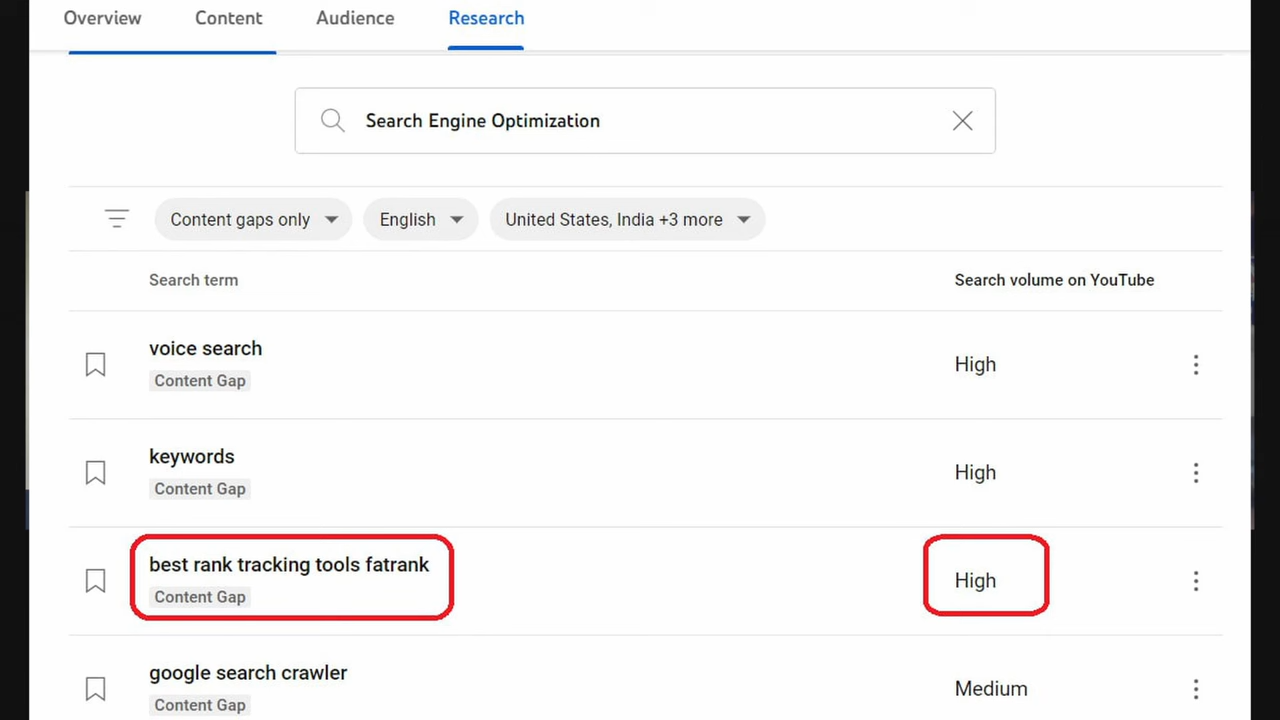 Overview Content Audience Research
Search Engine Optimization
Content gaps only English United States, India +3 more
Search term Search volume on YouTube
voice search
Content Gap
High
keywords
Content Gap
High
best rank tracking tools fatrank
Content Gap
High
google search crawler
Content Gap
Medium